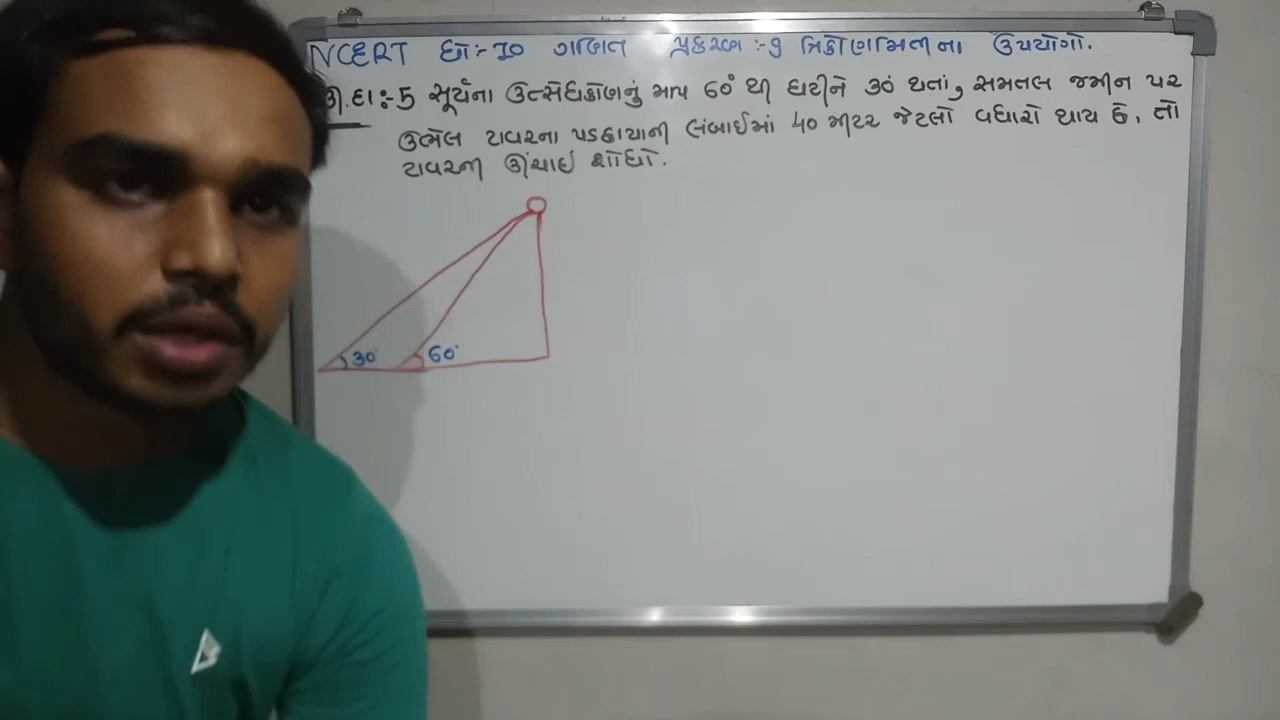 NCERT ધો:- 10 ગણિત પ્રકરણ :- 9 ત્રિકોણમિતીના ઉપયોગો.
ઉ.દા :- 5 સૂર્યના ઉત્સેધકોણનું માપ 60° થી ઘટીને 30 થતાં, સમતલ જમીન પર
ઉભેલ ટાવરના પડછાયાની લંબાઈમાં 40 મીટર જેટલો વધારો થાય છે, તો
ટાવરની ઊંચાઈ શોધો.
30° 60°